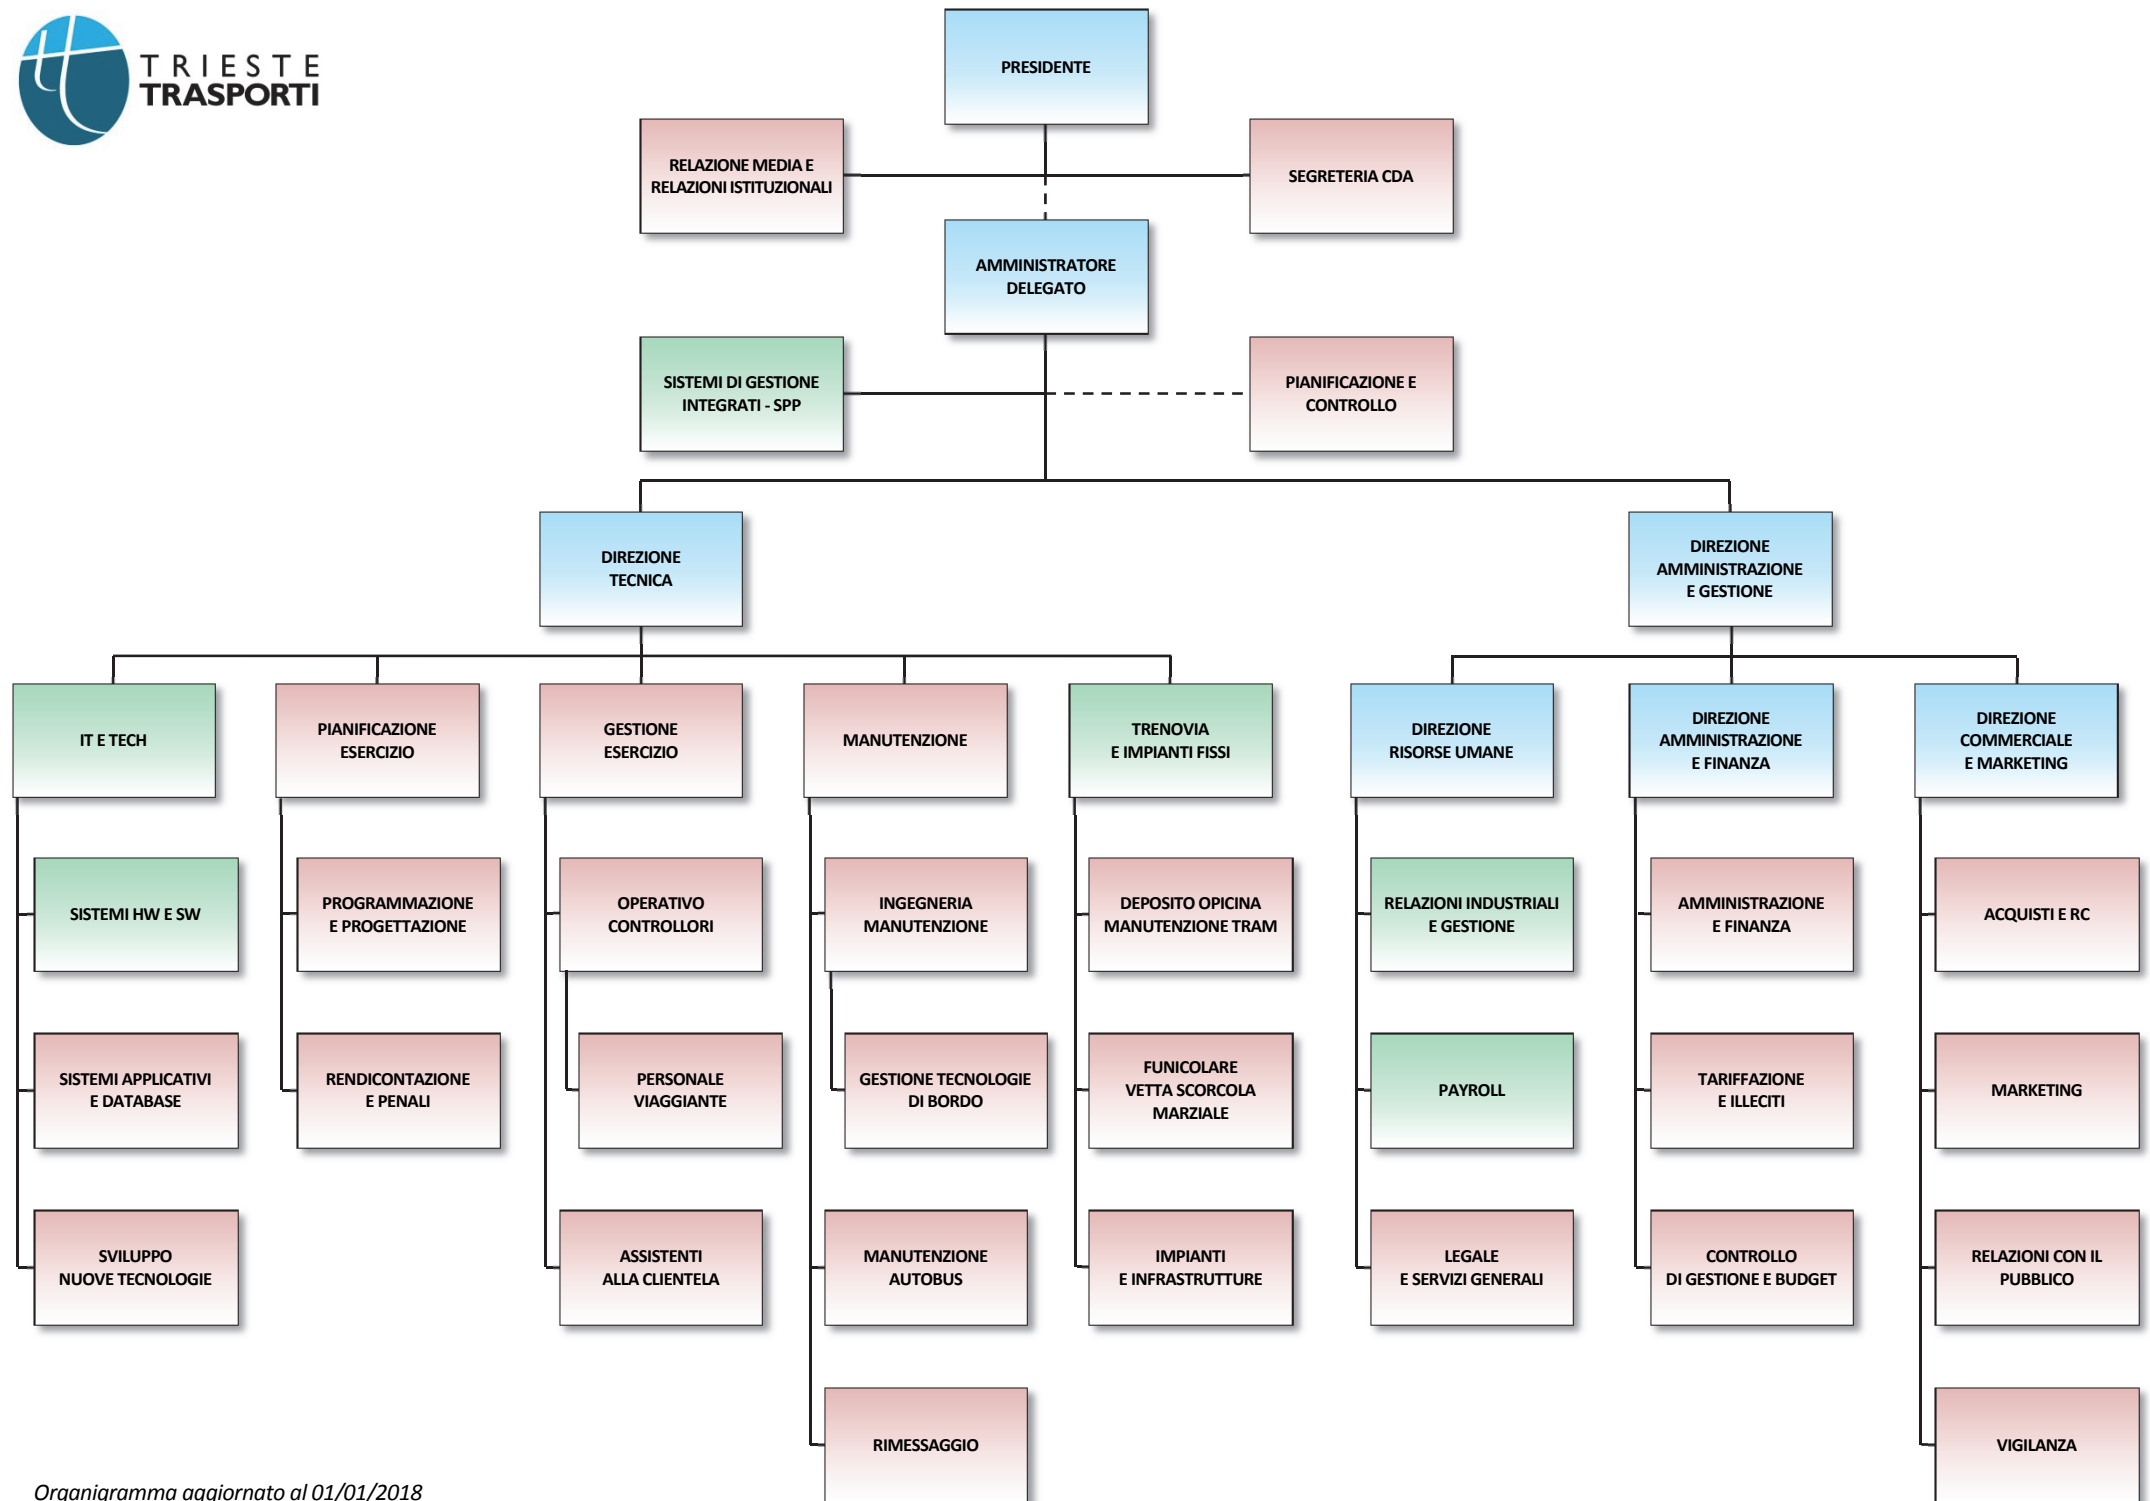 TRIESTE
TRASPORTI
PRESIDENTE
RELAZIONE MEDIA E
RELAZIONI ISTITUZIONALI
SEGRETERIA CDA
AMMINISTRATORE
DELEGATO
SISTEMI DI GESTIONE
INTEGRATI - SPP
PIANIFICAZIONE E
CONTROLLO
DIREZIONE
TECNICA
DIREZIONE
AMMINISTRAZIONE
E GESTIONE
IT E TECH
PIANIFICAZIONE
ESERCIZIO
GESTIONE
ESERCIZIO
MANUTENZIONE
TRENOVIA
E IMPIANTI FISSI
DIREZIONE
RISORSE UMANE
DIREZIONE
AMMINISTRAZIONE
E FINANZA
DIREZIONE
COMMERCIALE
E MARKETING
SISTEMI HW E SW
PROGRAMMAZIONE
E PROGETTAZIONE
OPERATIVO
CONTROLLORI
INGEGNERIA
MANUTENZIONE
DEPOSITO OPICINA
MANUTENZIONE TRAM
RELAZIONI INDUSTRIALI
E GESTIONE
AMMINISTRAZIONE
E FINANZA
ACQUISTI E RC
SISTEMI APPLICATIVI
E DATABASE
RENDICONTAZIONE
E PENALI
PERSONALE
VIAGGIANTE
GESTIONE TECNOLOGIE
DI BORDO
FUNICOLARE
VETTA SCORCOLA
MARZIALE
PAYROLL
TARIFFAZIONE
E ILLECITI
MARKETING
SVILUPPO
NUOVE TECNOLOGIE
ASSISTENTI
ALLA CLIENTELA
MANUTENZIONE
AUTOBUS
IMPIANTI
E INFRASTRUTTURE
LEGALE
E SERVIZI GENERALI
CONTROLLO
DI GESTIONE E BUDGET
RELAZIONI CON IL
PUBBLICO
RIMESSAGGIO
VIGILANZA
Organigramma aggiornato al 01/01/2018